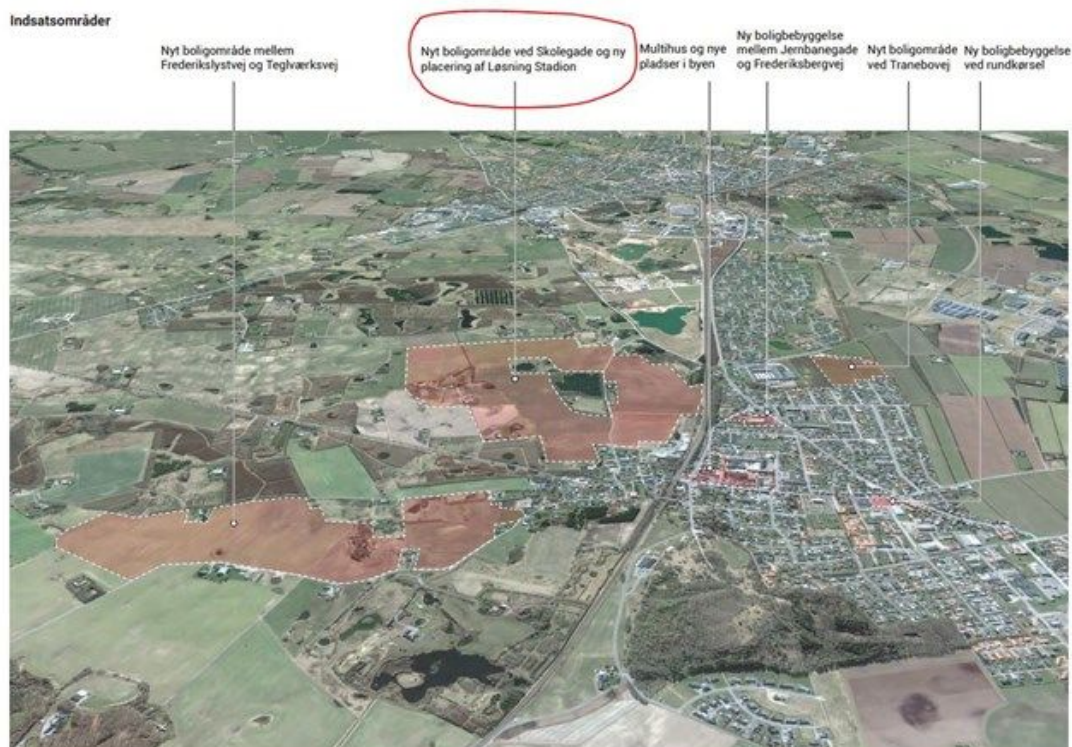 Indsatsområder
Nyt boligområde mellem
Frederikslystvej og Teglværksvej
Nyt boligområde ved Skolegade og ny
placering af Løsning Stadion
Multihus og nye
pladser i byen
Ny boligbebyggelse
mellem Jernbanegade
og Frederiksbergvej
Nyt boligområde
ved Tranebovej
Ny boligbebyggelse
ved rundkørsel